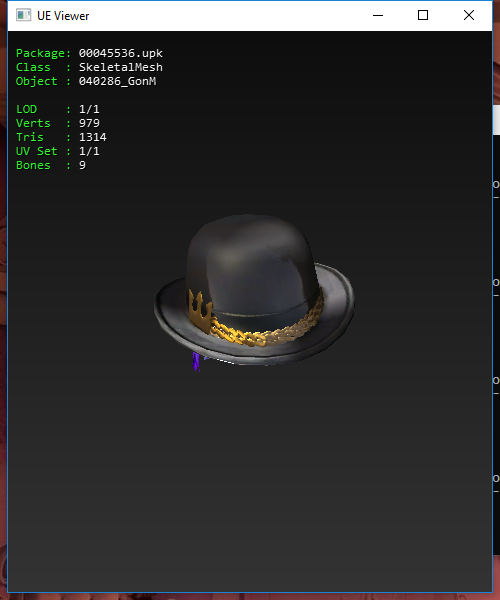 UE Viewer
Package: 00045536.upk
Class  : SkeletalMesh
Object : 040286_GonM
LOD    : 1/1
Verts  : 979
Tris   : 1314
UV Set : 1/1
Bones  : 9